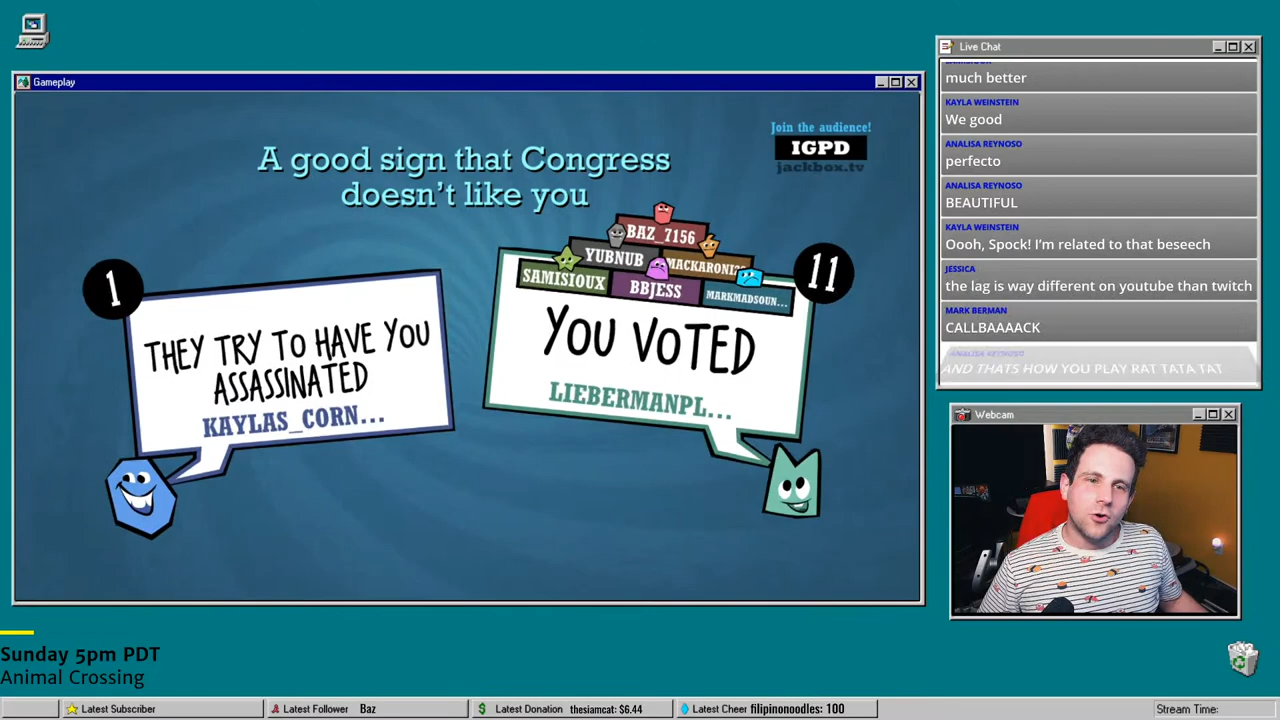 Gameplay
Join the audience!
IGPD
jackbox.tv
A good sign that Congress
doesn't like you
BAZ_7156
YUBNUB
MACKARONI
SAMISIOUX
BBJESS
MARKMADSOUN...
1
THEY TRY TO HAVE YOU
ASSASSINATED
KAYLAS_CORN...
11
YOU VOTED
LIEBERMANPL...
Live Chat
much better
KAYLA WEINSTEIN
We good
ANALISA REYNOSO
perfecto
ANALISA REYNOSO
BEAUTIFUL
KAYLA WEINSTEIN
Oooh, Spock! I'm related to that beseech
JESSICA
the lag is way different on youtube than twitch
MARK BERMAN
CALLBAAAACK
ANALISA REYNOSO
AND THATS HOW YOU PLAY RAT TATA TAT
Webcam
Sunday 5pm PDT
Animal Crossing
Latest Subscriber
Latest Follower Baz
Latest Donation thesiamcat: $6.44
Latest Cheer filipinonoodles: 100
Stream Time: